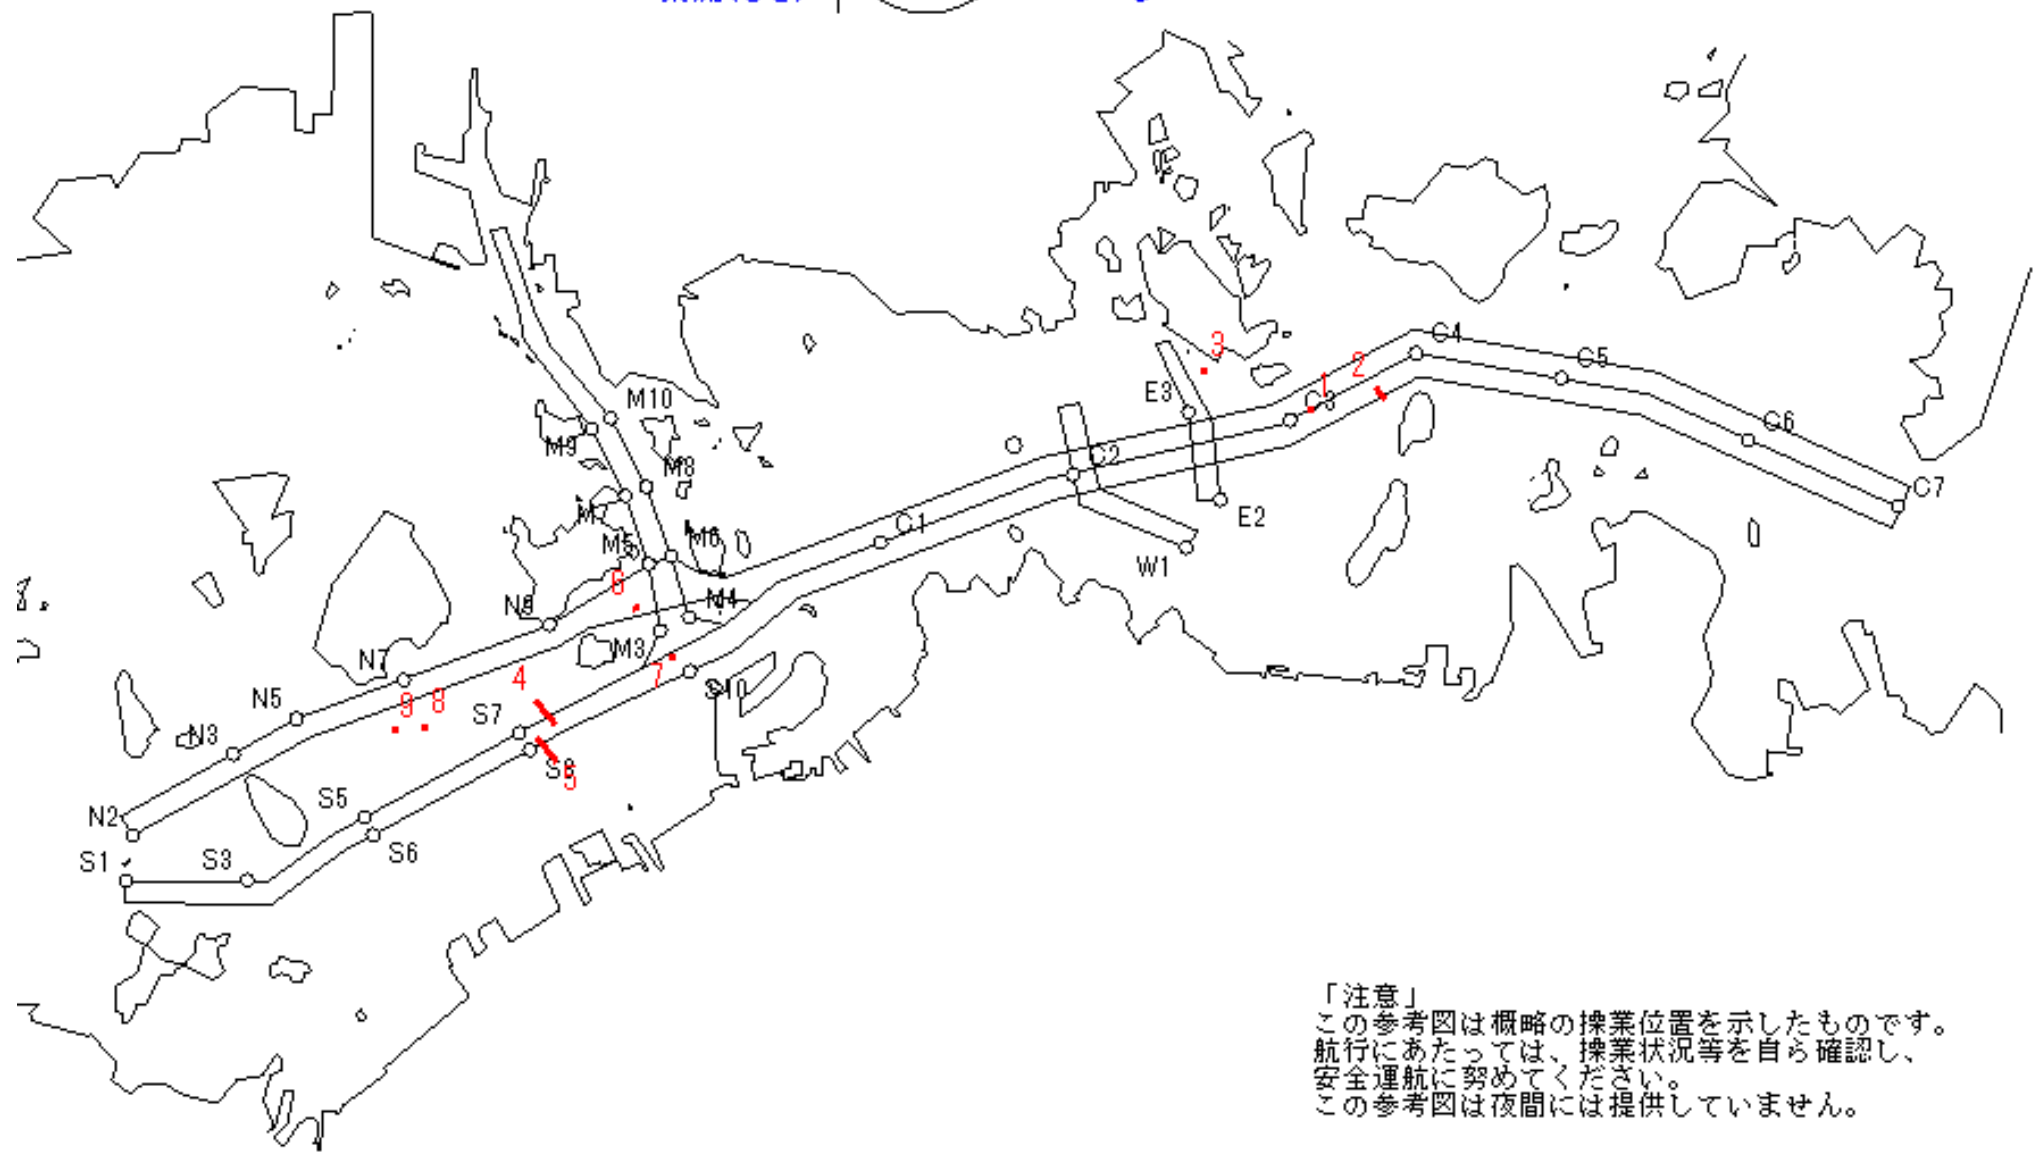 C4
3
2
C5
1
E3
M10
C3
C6
M9
C2
M8
C7
M7
E2
C1
M6
M5
W1
6
N8
M4
M3
N7
7
4
S10
N5
9
8
S7
N3
S8
5
S5
N2
S6
S1
S3
「注意」
この参考図は概略の操業位置を示したものです。
航行にあたっては、操業状況等を自ら確認し、
安全運航に努めてください。
この参考図は夜間には提供していません。